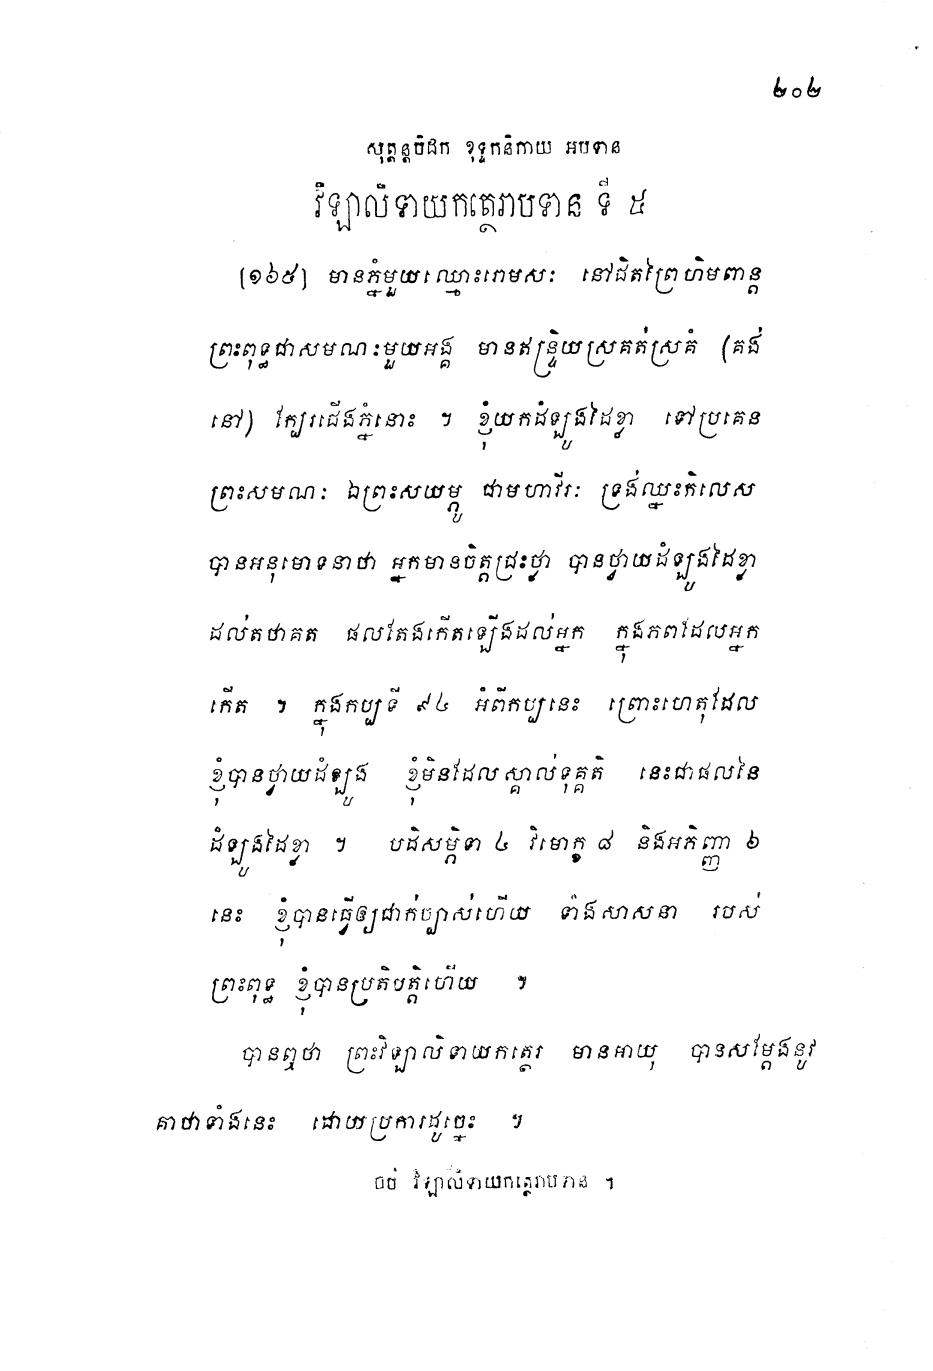 ២០២
សុត្តន្តបិដក ខុទ្ទកនិកាយ អបទាន
វិឡាលិទាយកត្ថេរាបទាន ទី ៥
[១៦៥] មានភ្នំមួយឈ្មោះរោមសៈ នៅជិតព្រៃហិមពាន្ត
ព្រះពុទ្ធជាសមណៈមួយអង្គ មានឥន្ទ្រិយស្រគត់ស្រគំ (គង់
នៅ) ក្បែរជើងភ្នំនោះ ។ ខ្ញុំយកដំឡូងដៃខ្លា ទៅប្រគេន
ព្រះសមណៈ ឯព្រះសយម្ភូ ជាមហាវីរៈ ទ្រង់ឈ្នះកិលេស
បានអនុមោទនាថា អ្នកមានចិត្តជ្រះថ្លា បានថ្វាយដំឡូងដៃខ្លា
ដល់តថាគត ផលតែងកើតឡើងដល់អ្នក ក្នុងភពដែលអ្នក
កើត ។ ក្នុងកប្បទី ៩៤ អំពីកប្បនេះ ព្រោះហេតុដែល
ខ្ញុំបានថ្វាយដំឡូង ខ្ញុំមិនដែលស្គាល់ទុគ្គតិ នេះជាផលនៃ
ដំឡូងដៃខ្លា ។ បដិសម្ភិទា ៤ វិមោក្ខ ៨ និងអភិញ្ញា ៦
នេះ ខ្ញុំបានធ្វើឲ្យជាក់ច្បាស់ហើយ ទាំងសាសនា របស់
ព្រះពុទ្ធ ខ្ញុំបានប្រតិបត្តិហើយ ។
បានឮថា ព្រះវិឡាលិទាយកត្ថេរ មានអាយុ បានសម្ដែងនូវ
គាថាទាំងនេះ ដោយប្រការដូច្នេះ ។
ចប់ វិឡាលិទាយកត្ថេរាបទាន ។